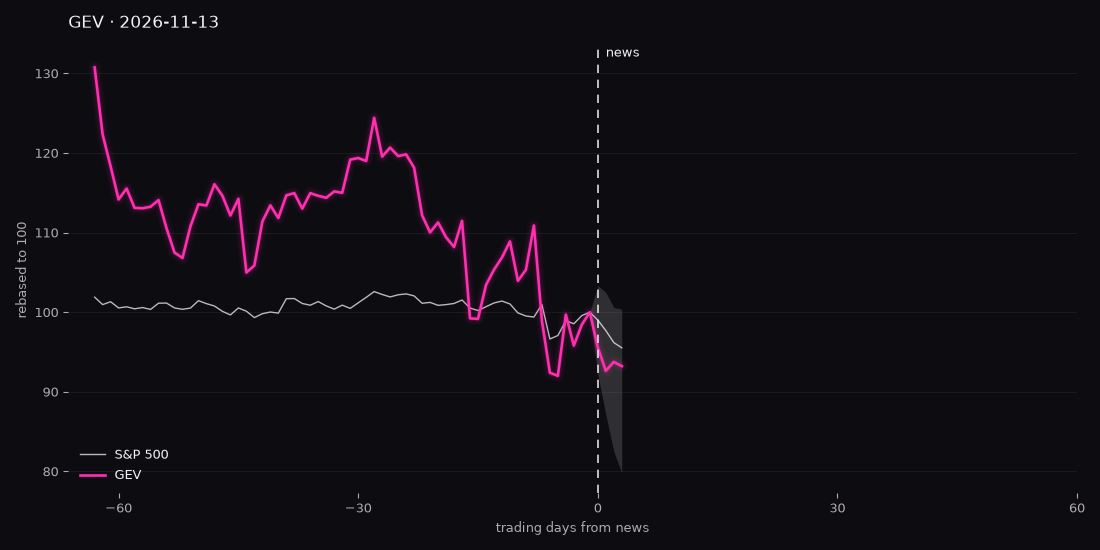 GEV · 2026-11-13
news
130
120
110
100
90
80
rebased to 100
S&P 500
GEV
−60
−30
0
30
60
trading days from news